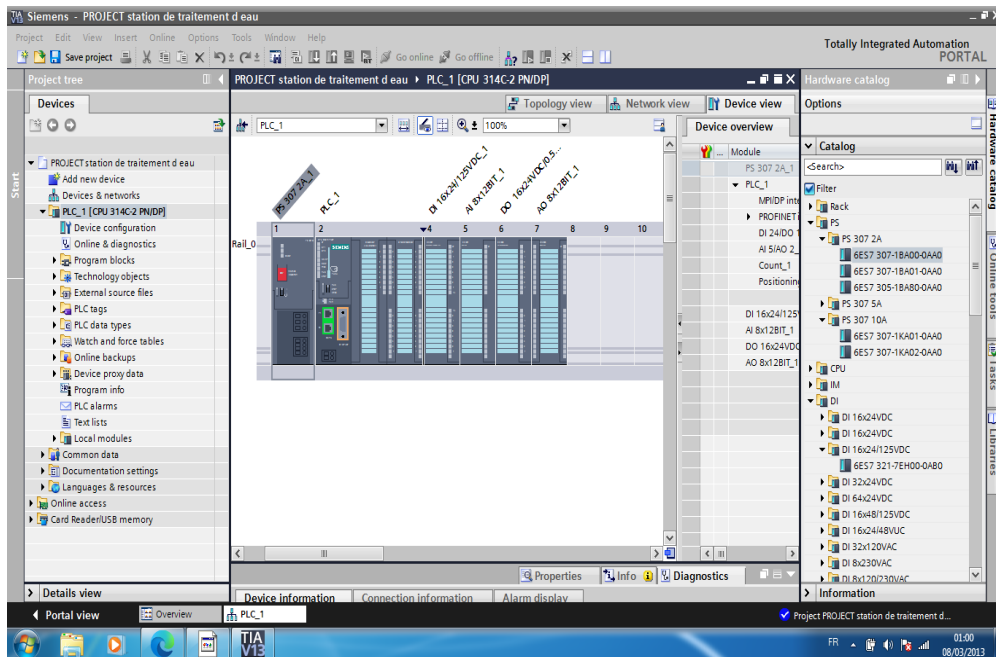 Siemens - PROJECT station de traitement d eau
Project Edit View Insert Online Options Tools Window Help
Save project
Go online
Go offline
Totally Integrated Automation
PORTAL
Project tree
Devices
PROJECT station de traitement d eau
Add new device
Devices & networks
PLC_1 [CPU 314C-2 PN/DP]
Device configuration
Online & diagnostics
Program blocks
Technology objects
External source files
PLC tags
PLC data types
Watch and force tables
Online backups
Device proxy data
Program info
PLC alarms
Text lists
Local modules
Common data
Documentation settings
Languages & resources
Online access
Card Reader/USB memory
Details view
Start
PROJECT station de traitement d eau PLC_1 [CPU 314C-2 PN/DP]
Topology view
Network view
Device view
PLC_1
100%
PS 307 2A_1
PLC_1
DI 16x24/125VDC_1
AI 8x12BIT_1
DO 16x24VDC/0.5...
AO 8x12BIT_1
1 2 4 5 6 7 8 9 10
Rail_0
SIEMENS
Device overview
... Module
PS 307 2A_1
PLC_1
MPI/DP inte
PROFINET i
DI 24/DO 1
AI 5/AO 2_
Count_1
Positioning
DI 16x24/125V
AI 8x12BIT_1
DO 16x24VDC
AO 8x12BIT_1
Properties
Info
Diagnostics
Device information
Connection information
Alarm display
Hardware catalog
Options
Catalog
<Search>
Filter
Rack
PS
PS 307 2A
6ES7 307-1BA00-0AA0
6ES7 307-1BA01-0AA0
6ES7 305-1BA80-0AA0
PS 307 5A
PS 307 10A
6ES7 307-1KA01-0AA0
6ES7 307-1KA02-0AA0
CPU
IM
DI
DI 16x24VDC
DI 16x24VDC
DI 16x24/125VDC
6ES7 321-7EH00-0AB0
DI 32x24VDC
DI 64x24VDC
DI 16x48/125VDC
DI 16x24/48VUC
DI 32x120VAC
DI 8x230VAC
DI 8x120/230VAC
Information
Hardware catalog
Online tools
Tasks
Libraries
Portal view
Overview
PLC_1
Project PROJECT station de traitement d...
TIA
V13
FR
01:00
08/03/2013